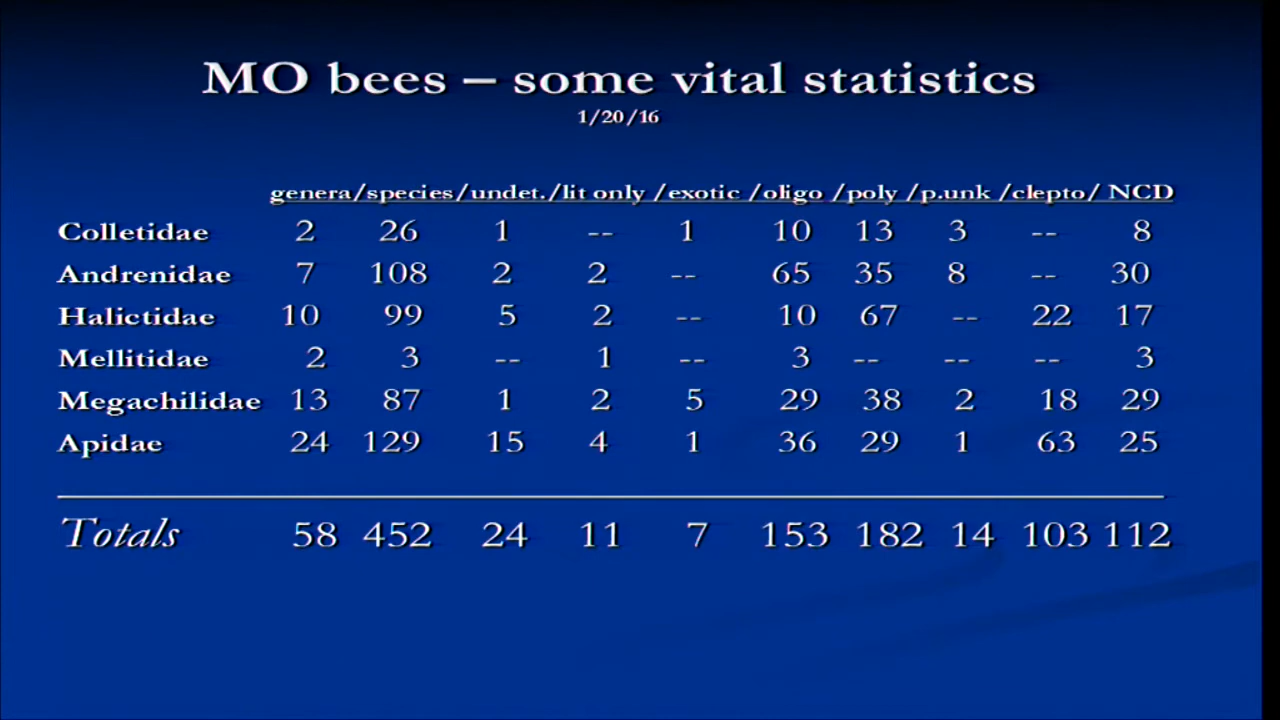 MO bees – some vital statistics
1/20/16
genera/species/undet./lit only /exotic /oligo /poly /p.unk /clepto/ NCD
Colletidae 2 26 1 -- 1 10 13 3 -- 8
Andrenidae 7 108 2 2 -- 65 35 8 -- 30
Halictidae 10 99 5 2 -- 10 67 -- 22 17
Mellitidae 2 3 -- 1 -- 3 -- -- -- 3
Megachilidae 13 87 1 2 5 29 38 2 18 29
Apidae 24 129 15 4 1 36 29 1 63 25
Totals 58 452 24 11 7 153 182 14 103 112